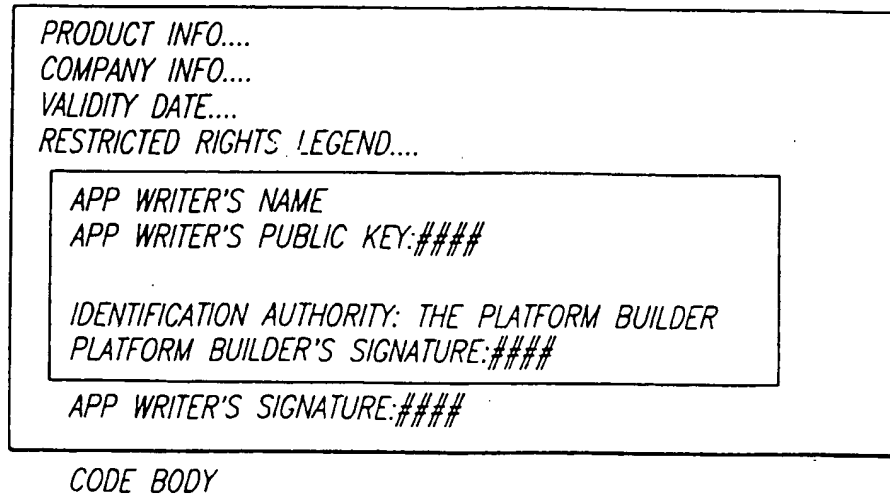 PRODUCT INFO....
COMPANY INFO....
VALIDITY DATE....
RESTRICTED RIGHTS LEGEND....
APP WRITER'S NAME
APP WRITER'S PUBLIC KEY:####
IDENTIFICATION AUTHORITY: THE PLATFORM BUILDER
PLATFORM BUILDER'S SIGNATURE:####
APP WRITER'S SIGNATURE:####
CODE BODY